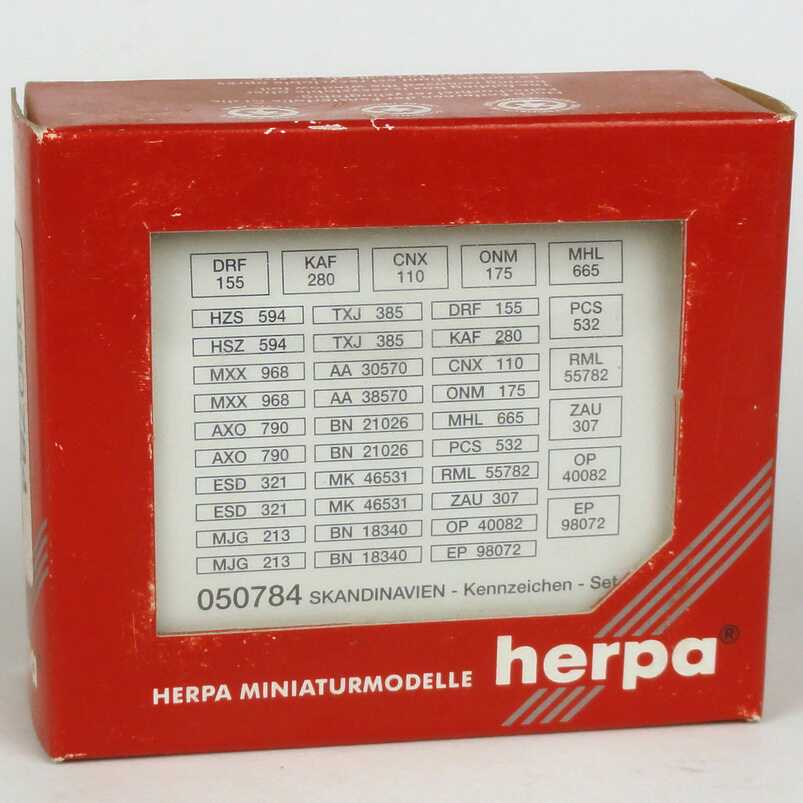 DRF
155
KAF
280
CNX
110
ONM
175
MHL
665
HZS 594
TXJ 385
DRF 155
PCS
532
HSZ 594
TXJ 385
KAF 280
MXX 968
AA 30570
CNX 110
RML
55782
MXX 968
AA 38570
ONM 175
AXO 790
BN 21026
MHL 665
ZAU
307
AXO 790
BN 21026
PCS 532
ESD 321
MK 46531
RML 55782
OP
40082
ESD 321
MK 46531
ZAU 307
MJG 213
BN 18340
OP 40082
EP
98072
MJG 213
BN 18340
EP 98072
050784 SKANDINAVIEN - Kennzeichen - Set
HERPA MINIATURMODELLE
herpa®